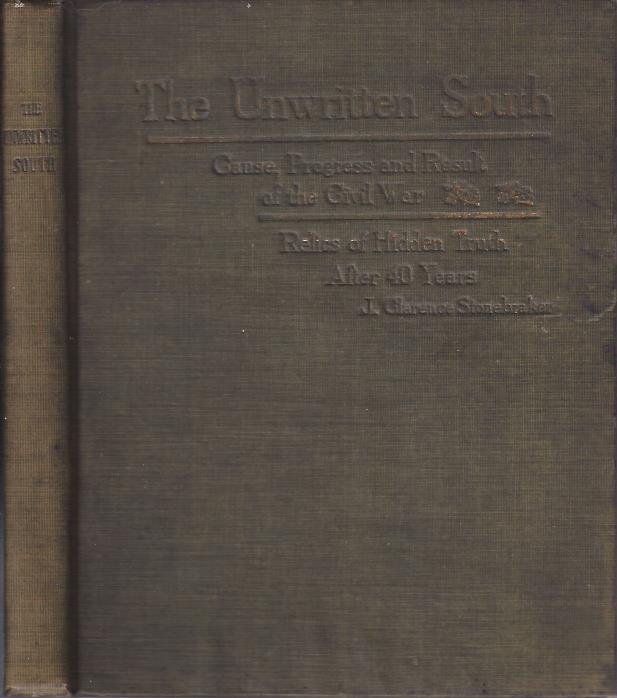 THE
UNWRITTEN
SOUTH
The Unwritten South
Cause, Progress and Result
of the Civil War
Relics of Hidden Truth
After 40 Years
J. Clarence Stonebraker